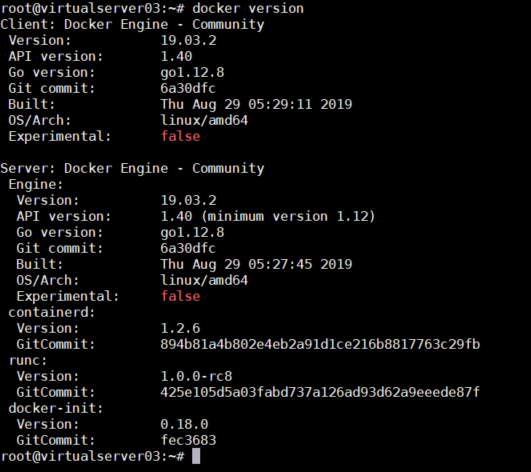 root@virtualserver03:~# docker version
Client: Docker Engine - Community
 Version:           19.03.2
 API version:       1.40
 Go version:        go1.12.8
 Git commit:        6a30dfc
 Built:             Thu Aug 29 05:29:11 2019
 OS/Arch:           linux/amd64
 Experimental:      false

Server: Docker Engine - Community
 Engine:
  Version:          19.03.2
  API version:      1.40 (minimum version 1.12)
  Go version:       go1.12.8
  Git commit:       6a30dfc
  Built:            Thu Aug 29 05:27:45 2019
  OS/Arch:          linux/amd64
  Experimental:     false
 containerd:
  Version:          1.2.6
  GitCommit:        894b81a4b802e4eb2a91d1ce216b8817763c29fb
 runc:
  Version:          1.0.0-rc8
  GitCommit:        425e105d5a03fabd737a126ad93d62a9eeede87f
 docker-init:
  Version:          0.18.0
  GitCommit:        fec3683
root@virtualserver03:~#